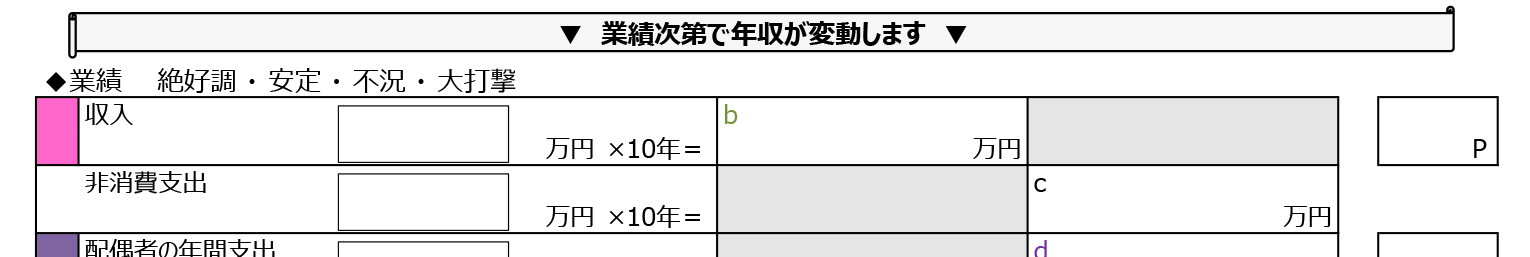 ▼ 業績次第で年収が変動します ▼
◆業績 絶好調・安定・不況・大打撃
収入 万円 ×10年＝ b 万円 P
非消費支出 万円 ×10年＝ c 万円
配偶者の年間支出 d